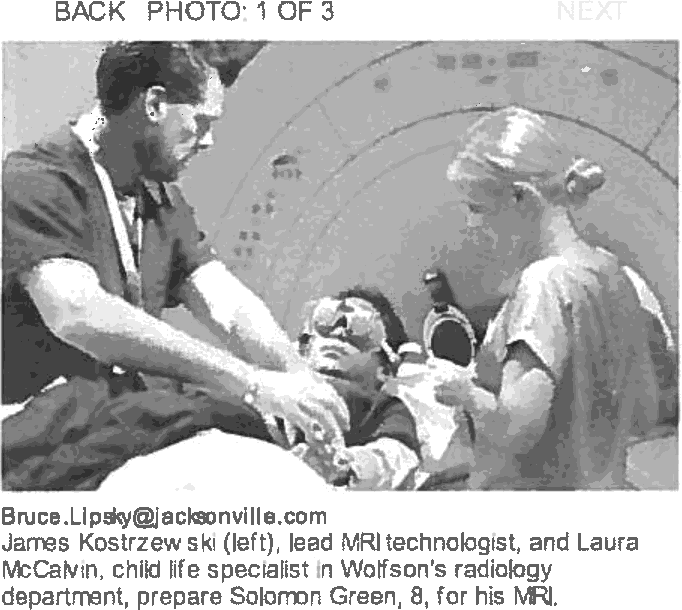 BACK PHOTO: 1 OF 3 NEXT
Bruce.Lipsky@jacksonville.com
James Kostrzewski (left), lead MRI technologist, and Laura
McCalvin, child life specialist in Wolfson's radiology
department, prepare Solomon Green, 8, for his MRI.